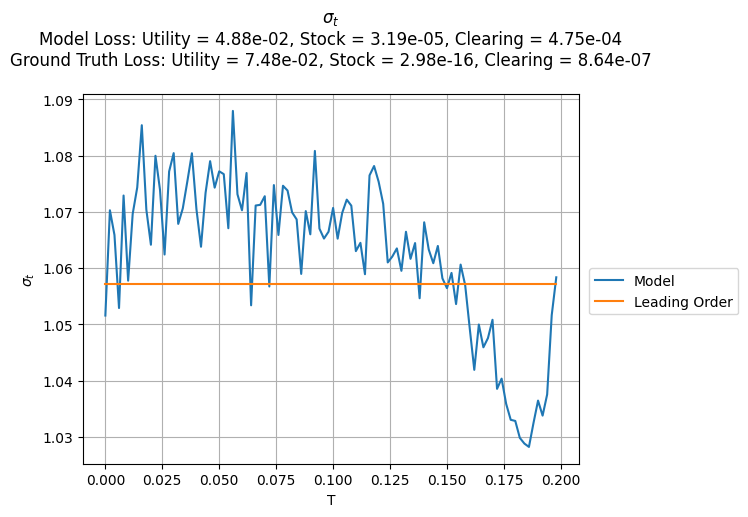 σt
Model Loss: Utility = 4.88e-02, Stock = 3.19e-05, Clearing = 4.75e-04
Ground Truth Loss: Utility = 7.48e-02, Stock = 2.98e-16, Clearing = 8.64e-07
1.09
1.08
1.07
1.06
1.05
1.04
1.03
σt
0.000
0.025
0.050
0.075
0.100
0.125
0.150
0.175
0.200
T
Model
Leading Order